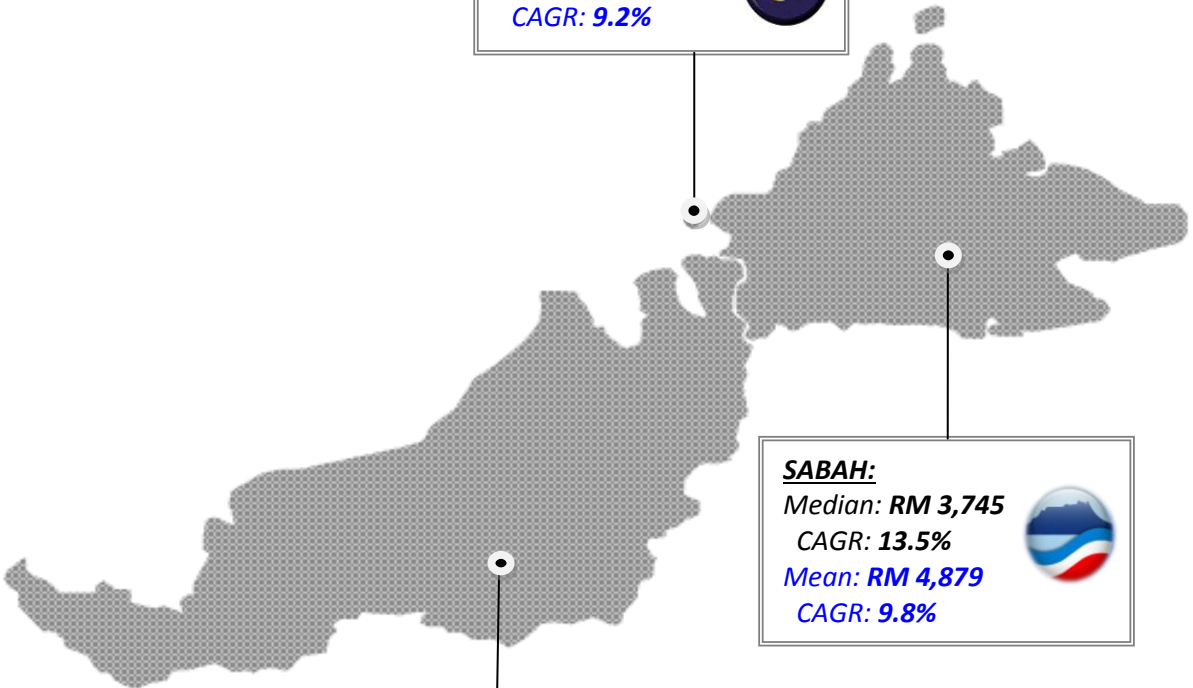 CAGR: 9.2%
SABAH:
Median: RM 3,745
CAGR: 13.5%
Mean: RM 4,879
CAGR: 9.8%